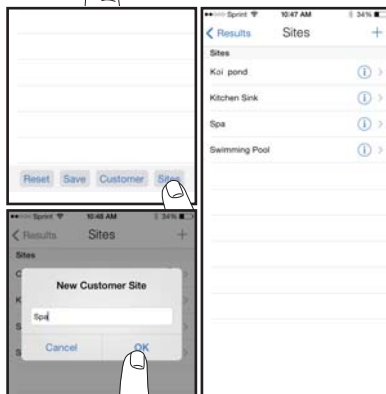 Reset Save Customer Sites
Sprint 10:48 AM 34%
Results Sites +
Sites
New Customer Site
Spa
Cancel OK
Sprint 10:47 AM 34%
Results Sites +
Sites
Koi pond
Kitchen Sink
Spa
Swimming Pool